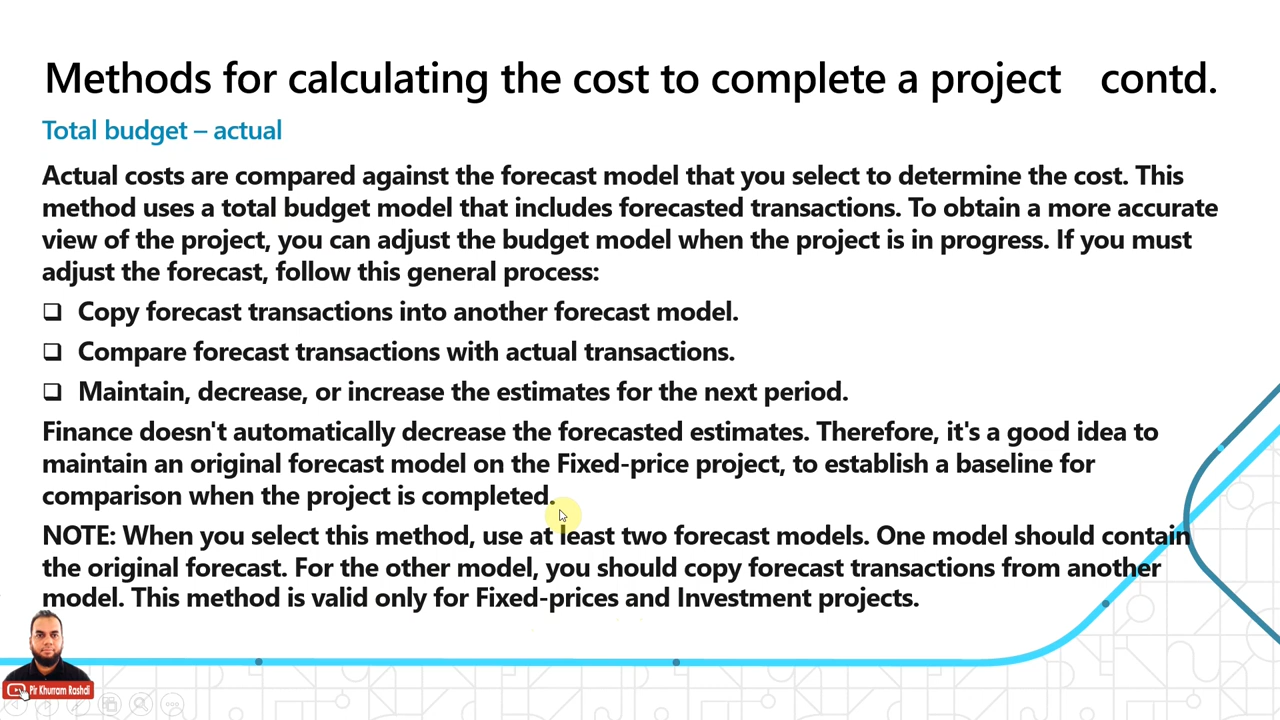 Methods for calculating the cost to complete a project contd.
Total budget – actual
Actual costs are compared against the forecast model that you select to determine the cost. This
method uses a total budget model that includes forecasted transactions. To obtain a more accurate
view of the project, you can adjust the budget model when the project is in progress. If you must
adjust the forecast, follow this general process:
❑ Copy forecast transactions into another forecast model.
❑ Compare forecast transactions with actual transactions.
❑ Maintain, decrease, or increase the estimates for the next period.
Finance doesn't automatically decrease the forecasted estimates. Therefore, it's a good idea to
maintain an original forecast model on the Fixed-price project, to establish a baseline for
comparison when the project is completed.
NOTE: When you select this method, use at least two forecast models. One model should contain
the original forecast. For the other model, you should copy forecast transactions from another
model. This method is valid only for Fixed-prices and Investment projects.
Pir Khurram Rashdi